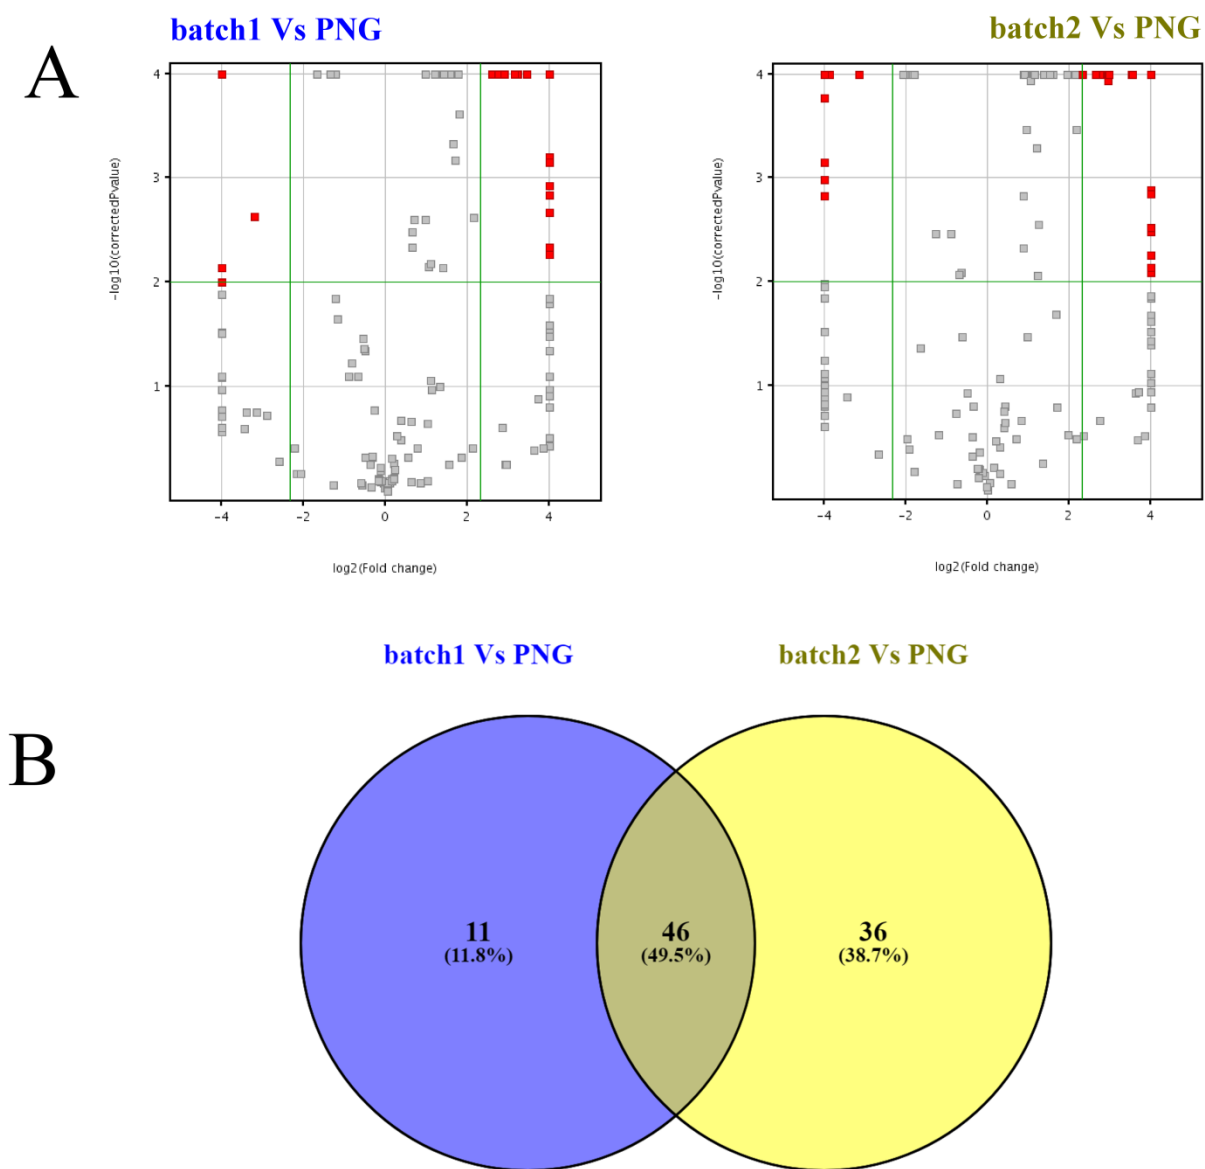 batch1 Vs PNG
batch2 Vs PNG
A
4
3
2
1
-log10(correctedPvalue)
-4
-2
0
2
4
log2(Fold change)
4
3
2
1
-log10(correctedPvalue)
-4
-2
0
2
4
log2(Fold change)
batch1 Vs PNG
batch2 Vs PNG
B
11
(11.8%)
46
(49.5%)
36
(38.7%)